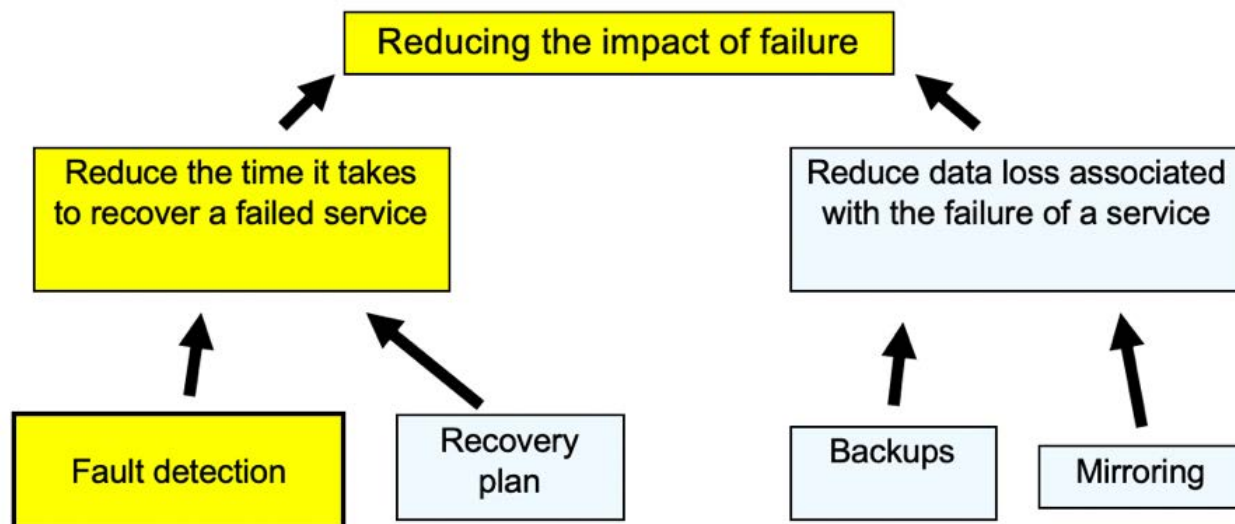 Reducing the impact of failure
Reduce the time it takes
to recover a failed service
Reduce data loss associated
with the failure of a service
Fault detection
Recovery
plan
Backups
Mirroring